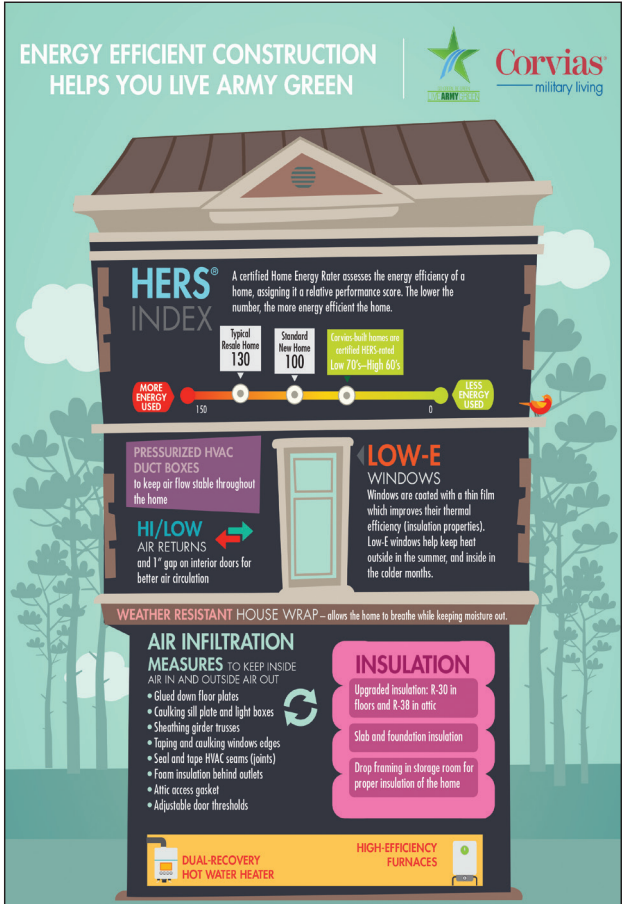 ENERGY EFFICIENT CONSTRUCTION
HELPS YOU LIVE ARMY GREEN
ARMY
Corvias®
military living
HERS®
INDEX
A certified Home Energy Rater assesses the energy efficiency of a
home, assigning it a relative performance score. The lower the
number, the more energy efficient the home.
Typical
Resale Home
130
Standard
New Home
100
Corvias-built homes are
certified HERS-rated
Low 70's–High 60's
MORE
ENERGY
USED
150
0
LESS
ENERGY
USED
PRESSURIZED HVAC
DUCT BOXES
to keep air flow stable throughout
the home
HI/LOW
AIR RETURNS
and 1" gap on interior doors for
better air circulation
LOW-E
WINDOWS
Windows are coated with a thin film
which improves their thermal
efficiency (insulation properties).
Low-E windows help keep heat
outside in the summer, and inside in
the colder months.
WEATHER RESISTANT HOUSE WRAP – allows the home to breathe while keeping moisture out.
AIR INFILTRATION
MEASURES TO KEEP INSIDE
AIR IN AND OUTSIDE AIR OUT
• Glued down floor plates
• Caulking sill plate and light boxes
• Sheathing girder trusses
• Taping and caulking windows edges
• Seal and tape HVAC seams (joints)
• Foam insulation behind outlets
• Attic access gasket
• Adjustable door thresholds
INSULATION
Upgraded insulation: R-30 in
floors and R-38 in attic
Slab and foundation insulation
Drop framing in storage room for
proper insulation of the home
DUAL-RECOVERY
HOT WATER HEATER
HIGH-EFFICIENCY
FURNACES